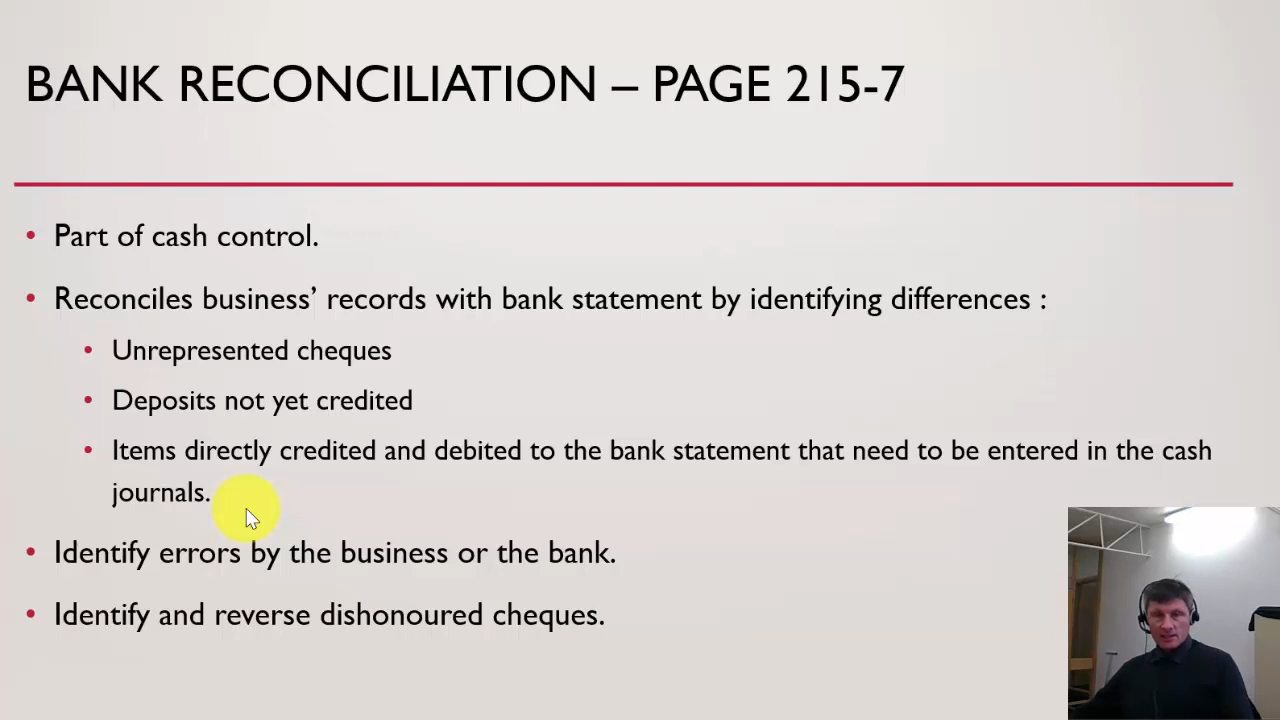 BANK RECONCILIATION – PAGE 215-7
• Part of cash control.
• Reconciles business’ records with bank statement by identifying differences :
• Unrepresented cheques
• Deposits not yet credited
• Items directly credited and debited to the bank statement that need to be entered in the cash
journals.
• Identify errors by the business or the bank.
• Identify and reverse dishonoured cheques.